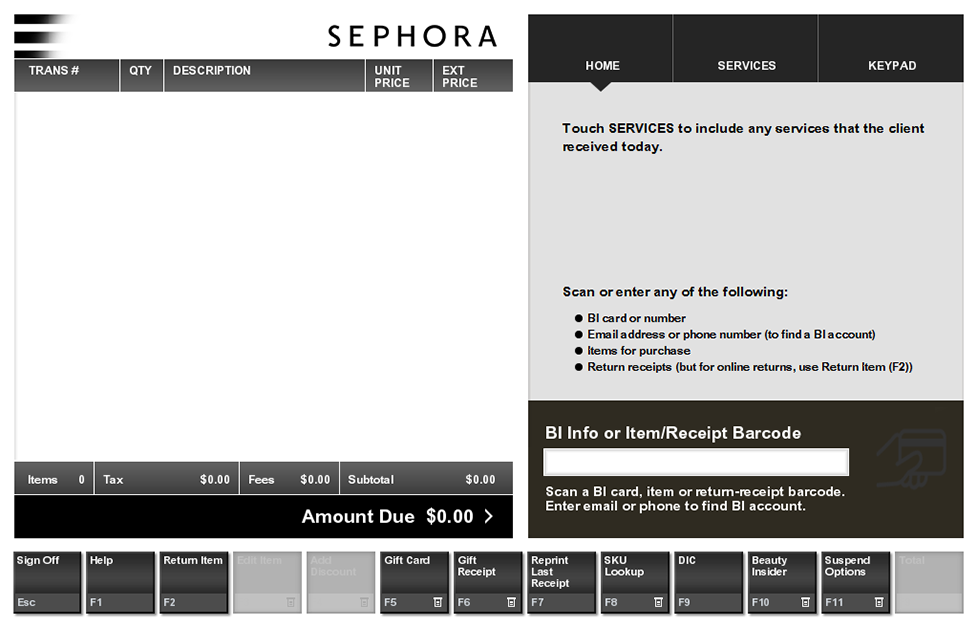 SEPHORA
TRANS # QTY DESCRIPTION UNIT PRICE EXT PRICE
HOME SERVICES KEYPAD
Touch SERVICES to include any services that the client
received today.
Scan or enter any of the following:
BI card or number
Email address or phone number (to find a BI account)
Items for purchase
Return receipts (but for online returns, use Return Item (F2))
BI Info or Item/Receipt Barcode
Scan a BI card, item or return-receipt barcode.
Enter email or phone to find BI account.
Items 0 Tax $0.00 Fees $0.00 Subtotal $0.00
Amount Due $0.00 >
Sign Off
Esc
Help
F1
Return Item
F2
Edit Item
Add
Discount
Gift Card
F5
Gift
Receipt
F6
Reprint
Last
Receipt
F7
SKU
Lookup
F8
DIC
F9
Beauty
Insider
F10
Suspend
Options
F11
Total